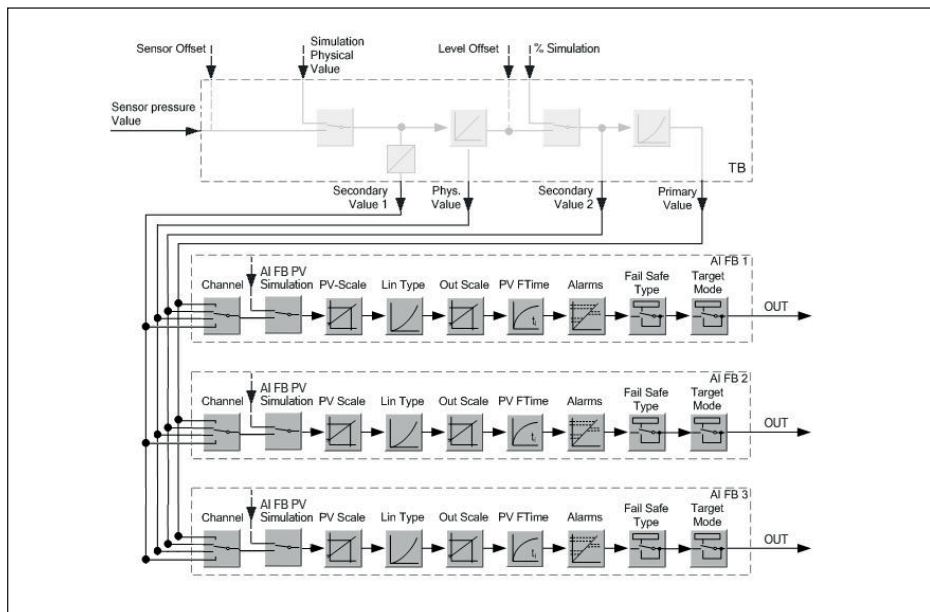 Sensor Offset
Simulation
Physical
Value
Level Offset
% Simulation
Sensor pressure
Value
TB
Secondary
Value 1
Phys.
Value
Secondary
Value 2
Primary
Value
AI FB 1
Channel
AI FB PV
Simulation
PV-Scale
Lin Type
Out Scale
PV FTime
Alarms
Fail Safe
Type
Target
Mode
OUT
t
AI FB 2
Channel
AI FB PV
Simulation
PV Scale
Lin Type
Out Scale
PV FTime
Alarms
Fail Safe
Type
Target
Mode
OUT
t
AI FB 3
Channel
AI FB PV
Simulation
PV Scale
Lin Type
Out Scale
PV FTime
Alarms
Fail Safe
Type
Target
Mode
OUT
t